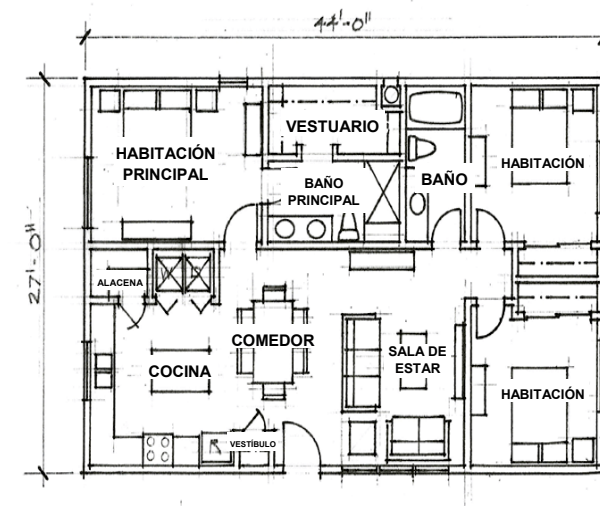 44'-0"
27'-0"
VESTUARIO
HABITACIÓN
PRINCIPAL
BAÑO
PRINCIPAL
BAÑO
HABITACIÓN
ALACENA
W D
COMEDOR
COCINA
SALA DE
ESTAR
HABITACIÓN
VESTÍBULO